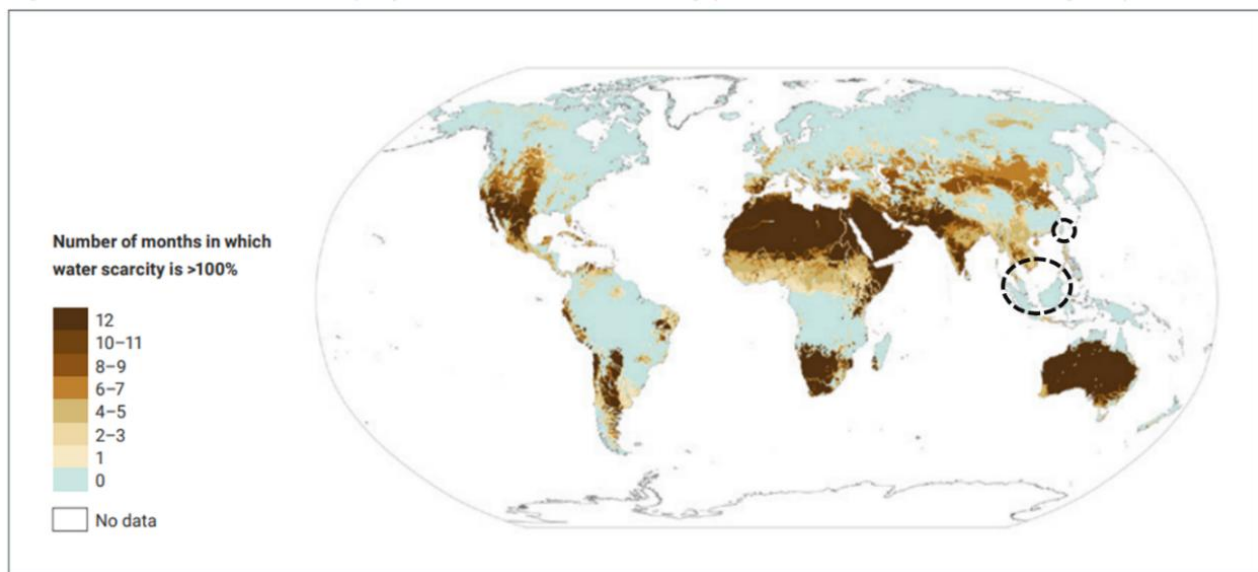 Number of months in which
water scarcity is >100%
12
10–11
8–9
6–7
4–5
2–3
1
0
No data